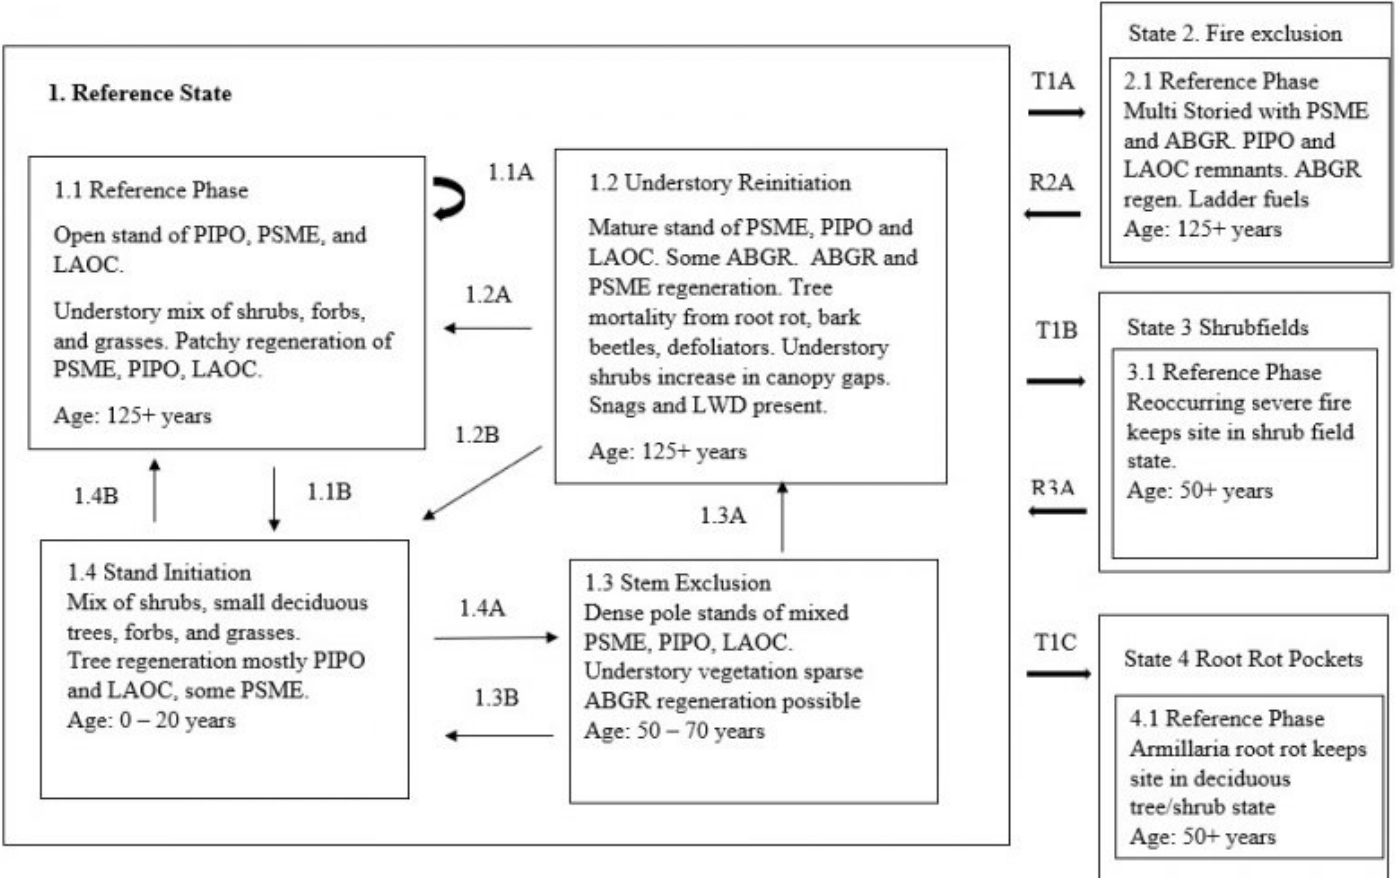 1. Reference State
1.1 Reference Phase
Open stand of PIPO, PSME, and
LAOC.
Understory mix of shrubs, forbs,
and grasses. Patchy regeneration of
PSME, PIPO, LAOC.
Age: 125+ years
1.1A
1.2A
1.2B
1.2 Understory Reinitiation
Mature stand of PSME, PIPO and
LAOC. Some ABGR. ABGR and
PSME regeneration. Tree
mortality from root rot, bark
beetles, defoliators. Understory
shrubs increase in canopy gaps.
Snags and LWD present.
Age: 125+ years
1.4B
1.1B
1.3A
1.4 Stand Initiation
Mix of shrubs, small deciduous
trees, forbs, and grasses.
Tree regeneration mostly PIPO
and LAOC, some PSME.
Age: 0 – 20 years
1.4A
1.3B
1.3 Stem Exclusion
Dense pole stands of mixed
PSME, PIPO, LAOC.
Understory vegetation sparse
ABGR regeneration possible
Age: 50 – 70 years
T1A
R2A
State 2. Fire exclusion
2.1 Reference Phase
Multi Storied with PSME
and ABGR. PIPO and
LAOC remnants. ABGR
regen. Ladder fuels
Age: 125+ years
T1B
R3A
State 3 Shrubfields
3.1 Reference Phase
Reoccurring severe fire
keeps site in shrub field
state.
Age: 50+ years
T1C
State 4 Root Rot Pockets
4.1 Reference Phase
Armillaria root rot keeps
site in deciduous
tree/shrub state
Age: 50+ years